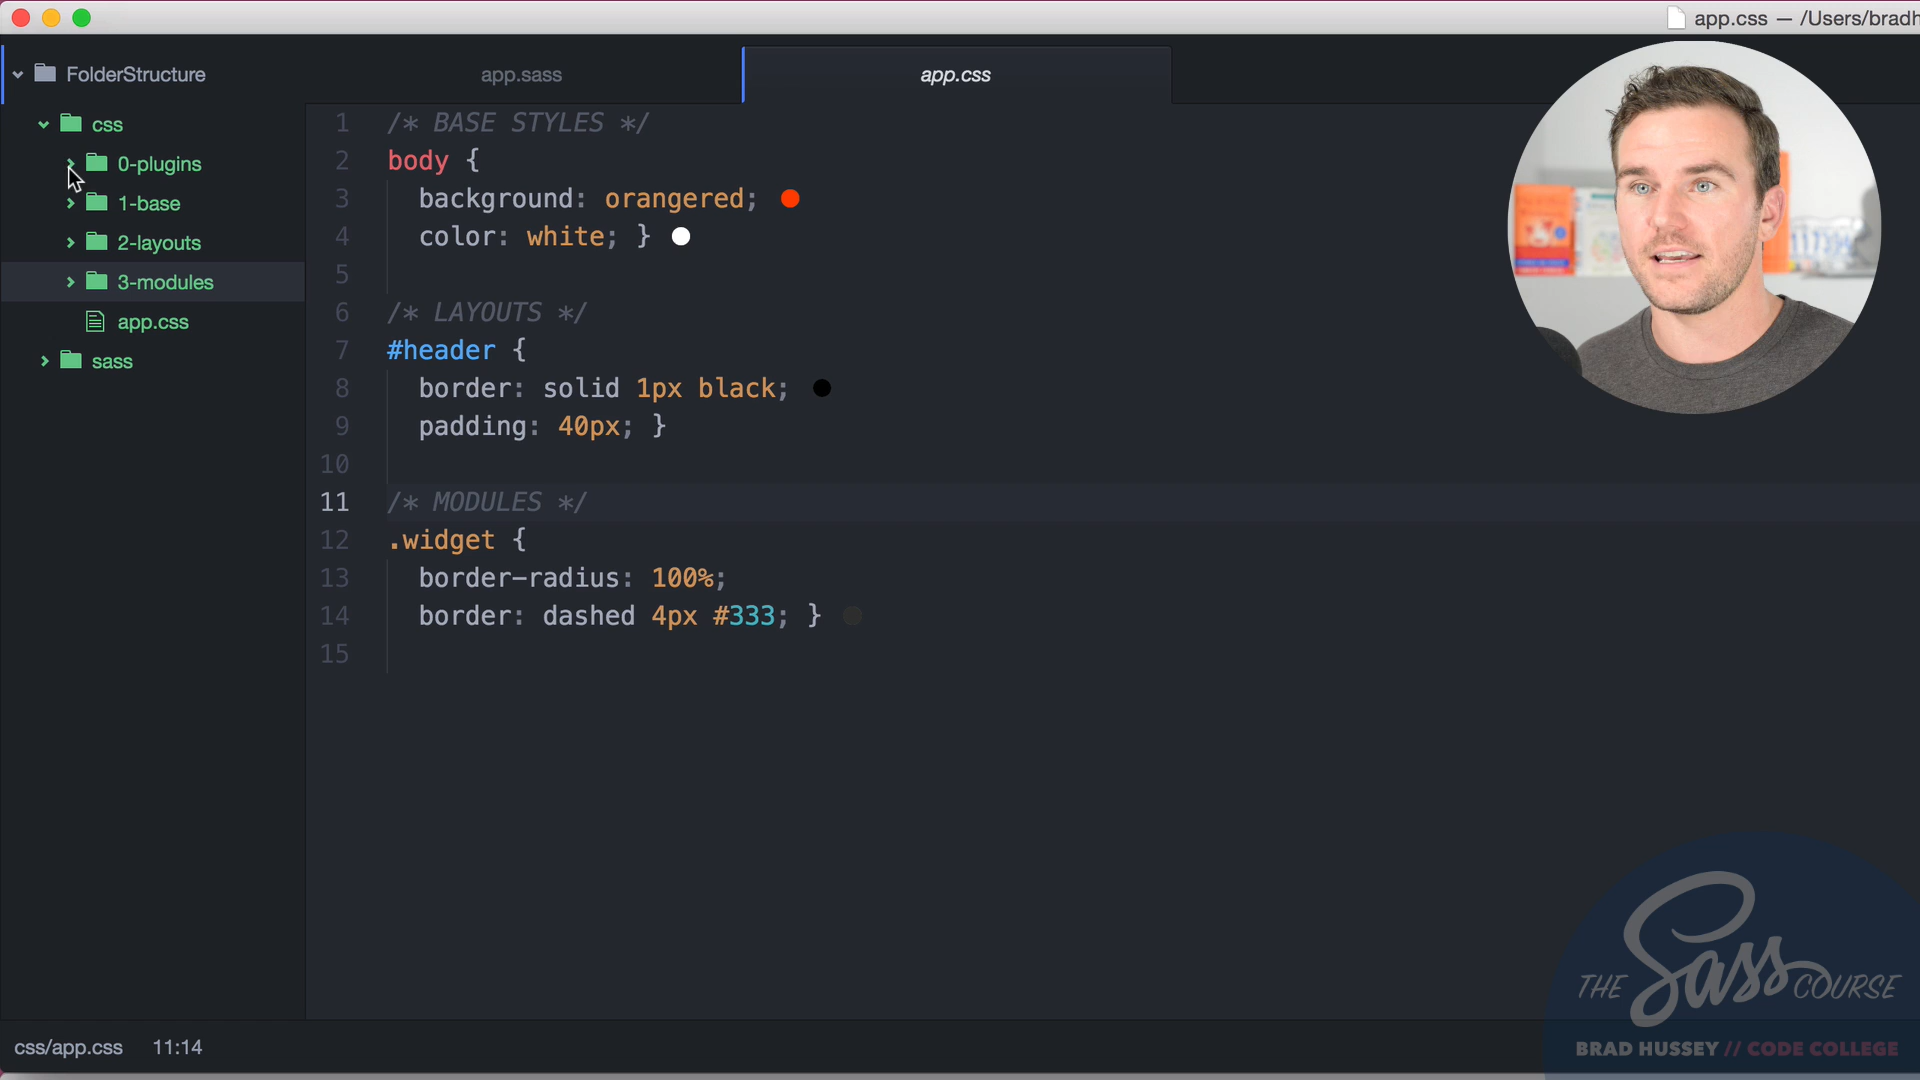 app.css — /Users/bradh
FolderStructure
app.sass
app.css
css
0-plugins
1-base
2-layouts
3-modules
app.css
sass
1 /* BASE STYLES */
2 body {
3 background: orangered;
4 color: white; }
5
6 /* LAYOUTS */
7 #header {
8 border: solid 1px black;
9 padding: 40px; }
10
11 /* MODULES */
12 .widget {
13 border-radius: 100%;
14 border: dashed 4px #333; }
15
THE Sass COURSE
BRAD HUSSEY // CODE COLLEGE
css/app.css 11:14